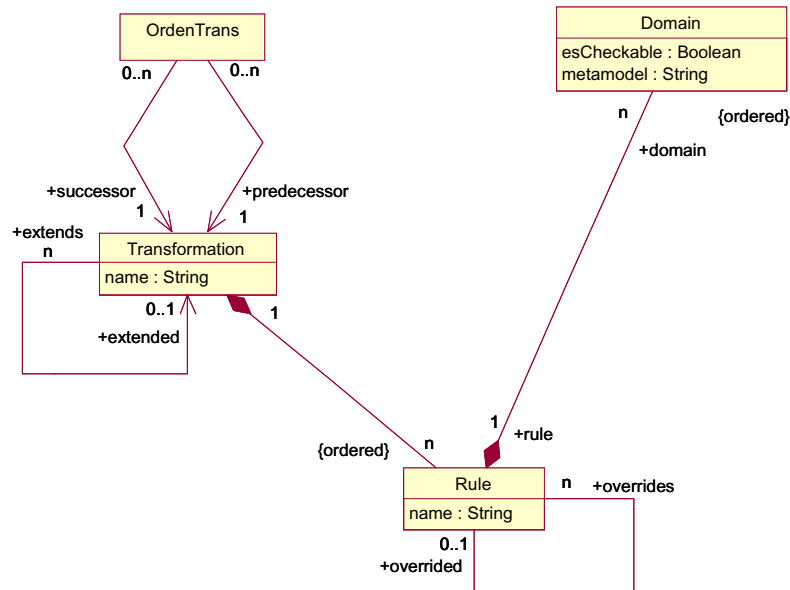 OrdenTrans
0..n
0..n
Domain
esCheckable : Boolean
metamodel : String
n
{ordered}
+domain
+successor
+predecessor
1
1
+extends
n
Transformation
name : String
0..1
1
+extended
1
+rule
{ordered}
n
Rule
name : String
n
+overrides
0..1
+overrided